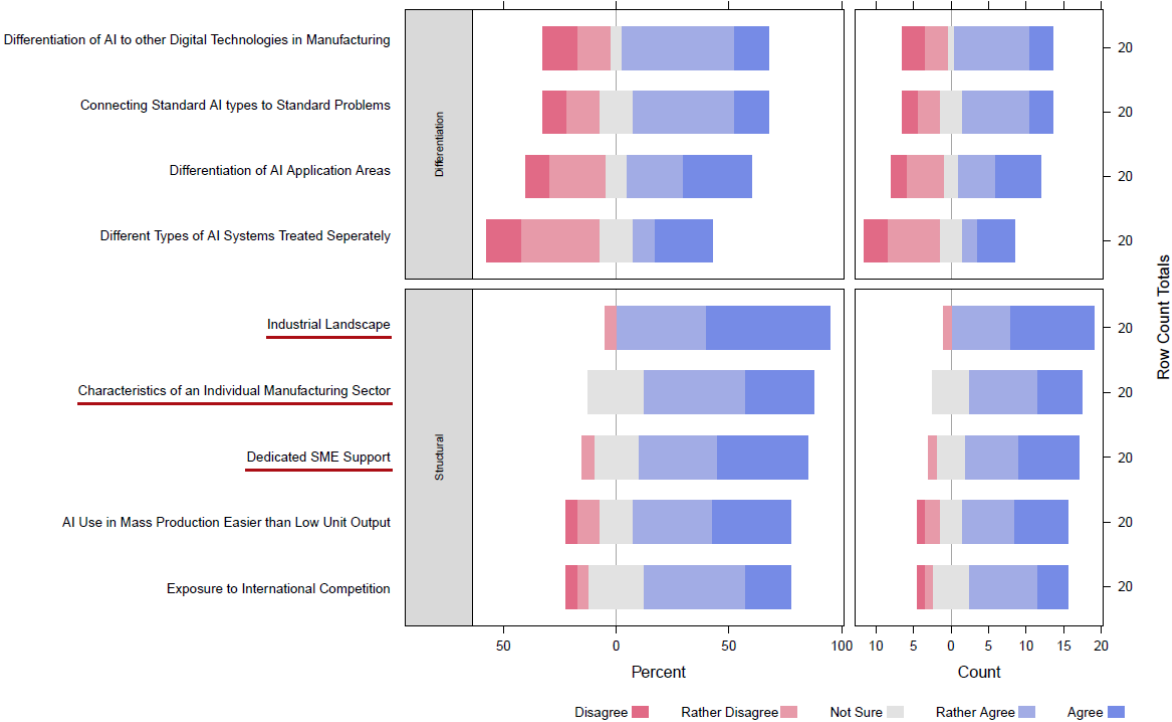 Differentiation of AI to other Digital Technologies in Manufacturing
Connecting Standard AI types to Standard Problems
Differentiation of AI Application Areas
Different Types of AI Systems Treated Seperately
Differentiation
20
20
20
20
Industrial Landscape
Characteristics of an Individual Manufacturing Sector
Dedicated SME Support
AI Use in Mass Production Easier than Low Unit Output
Exposure to International Competition
Structural
20
20
20
20
20
Row Count Totals
50 0 50 100
10 5 0 5 10 15 20
Percent Count
Disagree Rather Disagree Not Sure Rather Agree Agree